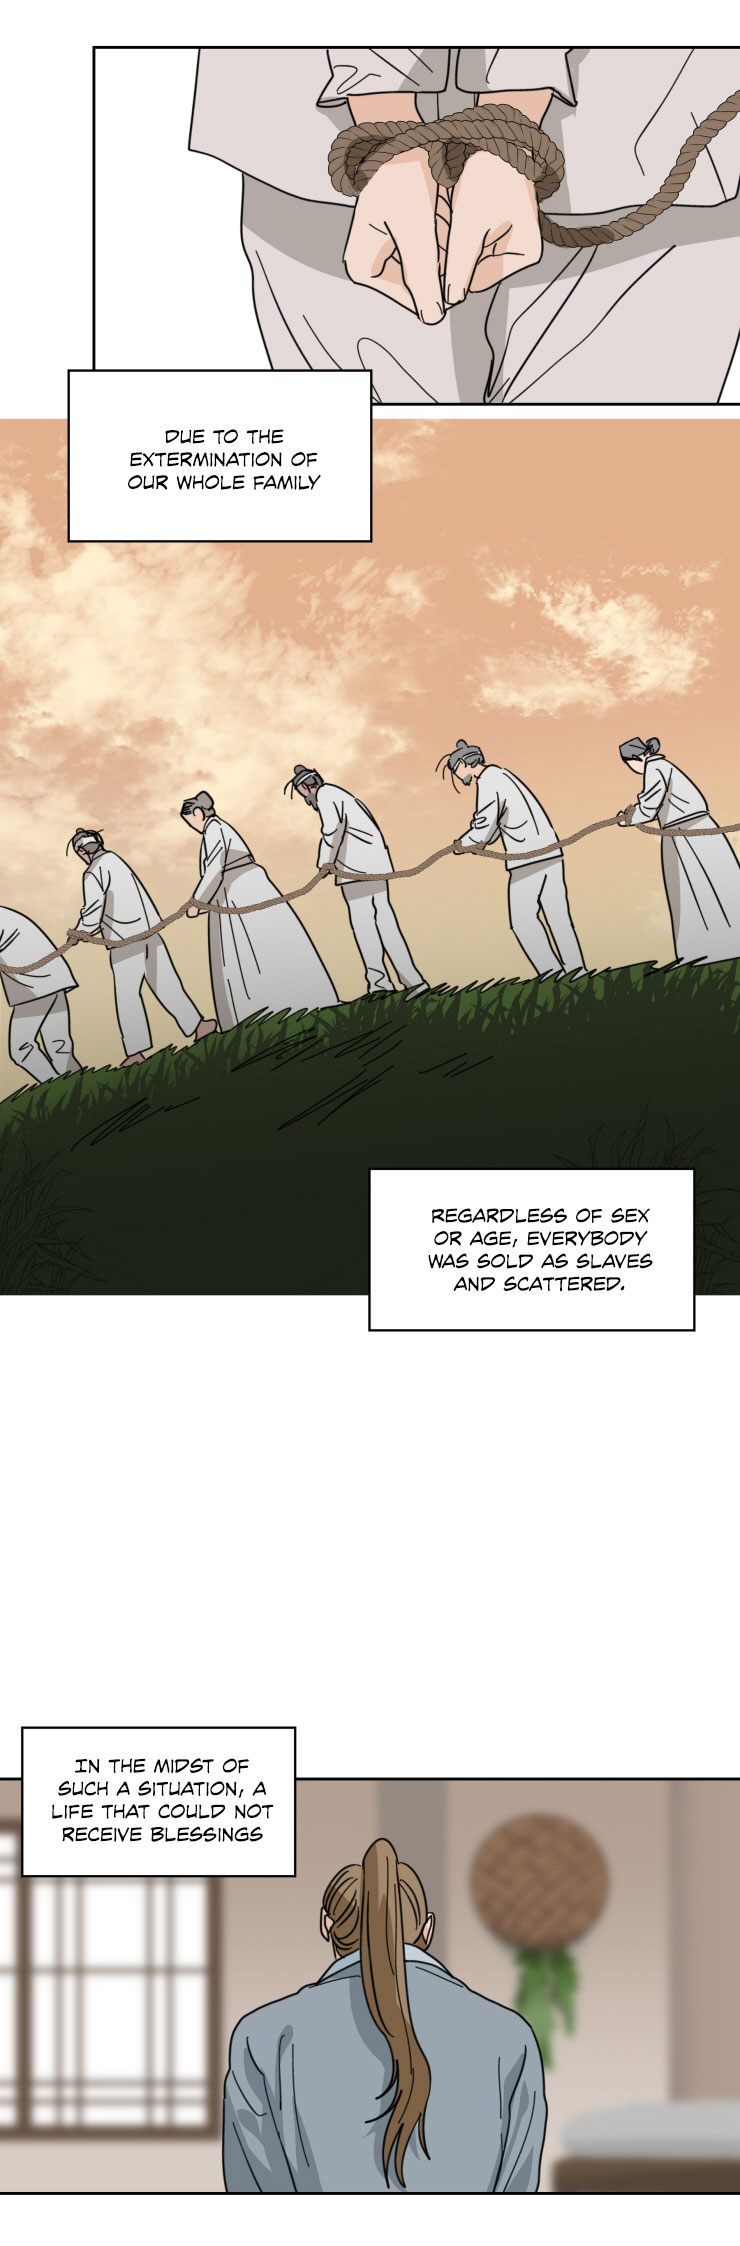 DUE TO THE
EXTERMINATION OF
OUR WHOLE FAMILY
REGARDLESS OF SEX
OR AGE, EVERYBODY
WAS SOLD AS SLAVES
AND SCATTERED.
IN THE MIDST OF
SUCH A SITUATION, A
LIFE THAT COULD NOT
RECEIVE BLESSINGS